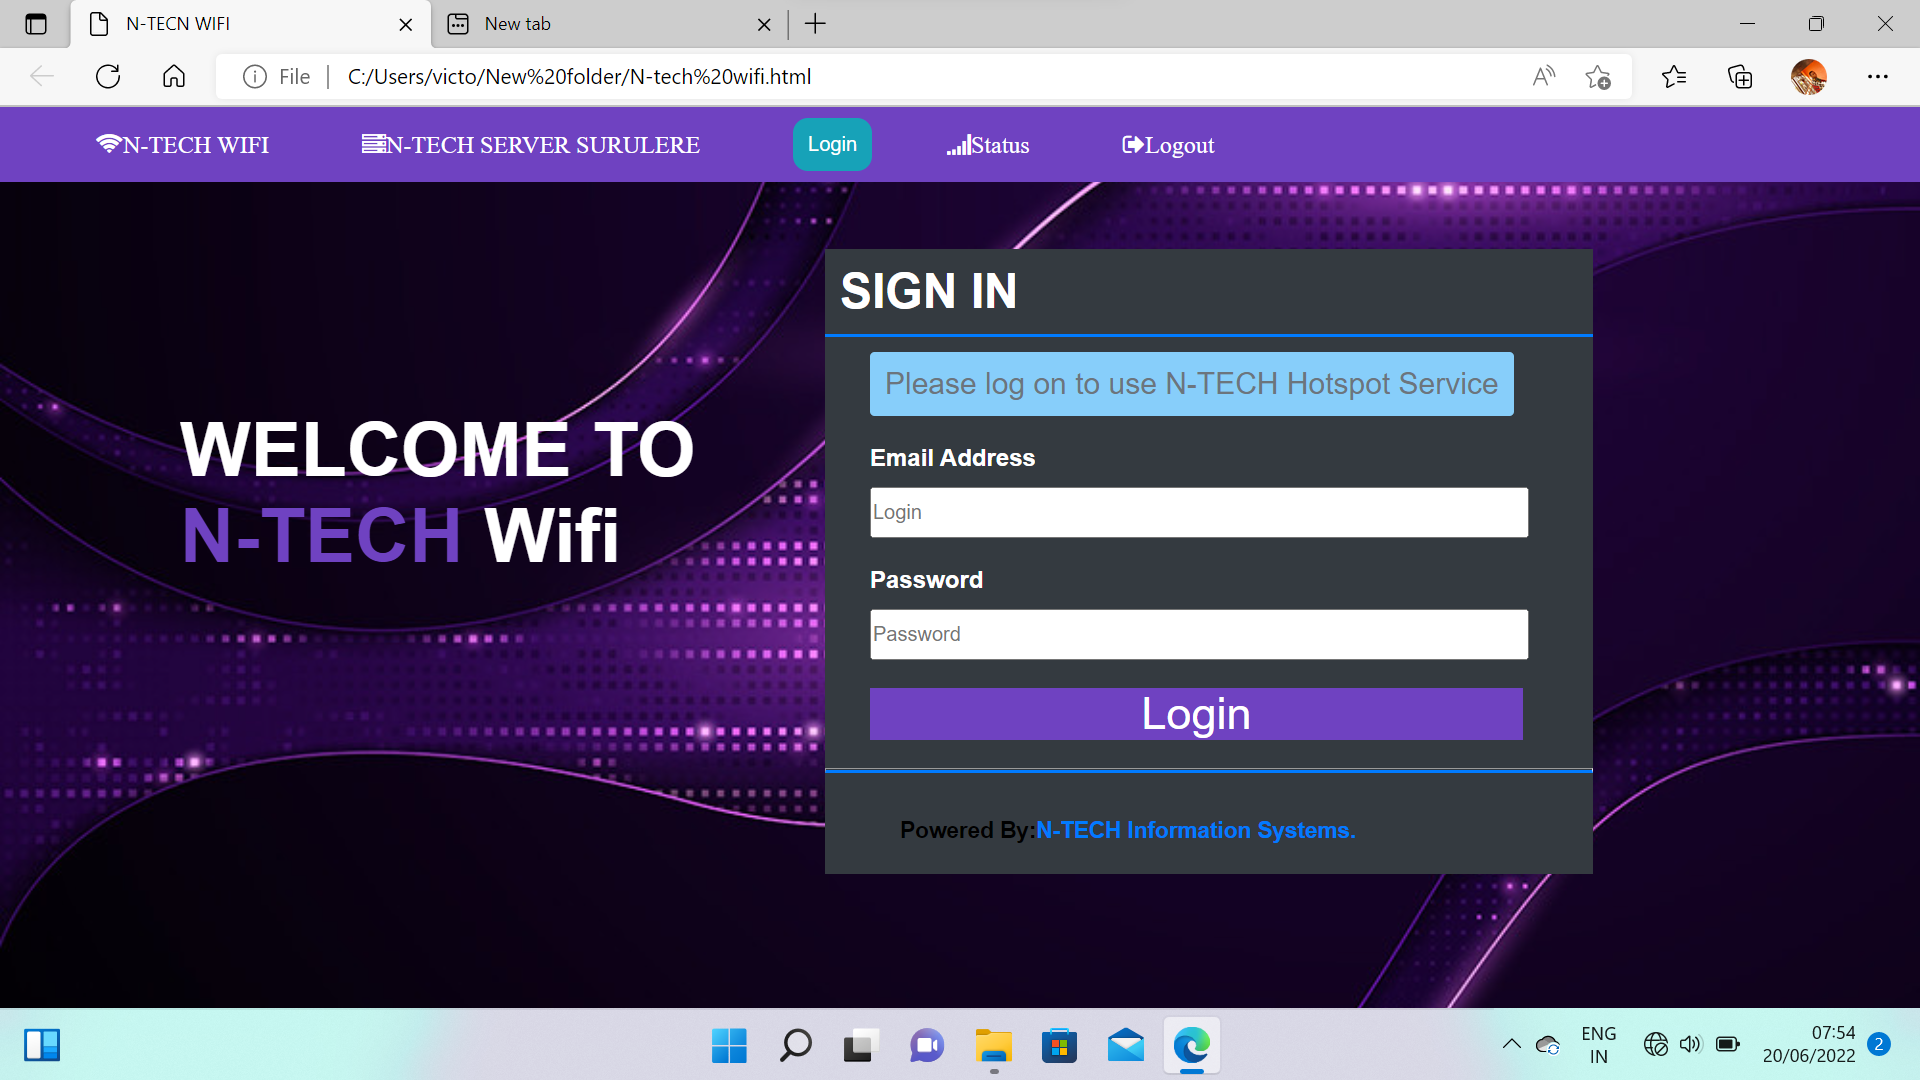 N-TECN WIFI
New tab
File
C:/Users/victo/New%20folder/N-tech%20wifi.html
N-TECH WIFI
N-TECH SERVER SURULERE
Login
Status
Logout
WELCOME TO
N-TECH Wifi
SIGN IN
Please log on to use N-TECH Hotspot Service
Email Address
Login
Password
Password
Login
Powered By:N-TECH Information Systems.
ENG
IN
07:54
20/06/2022
2